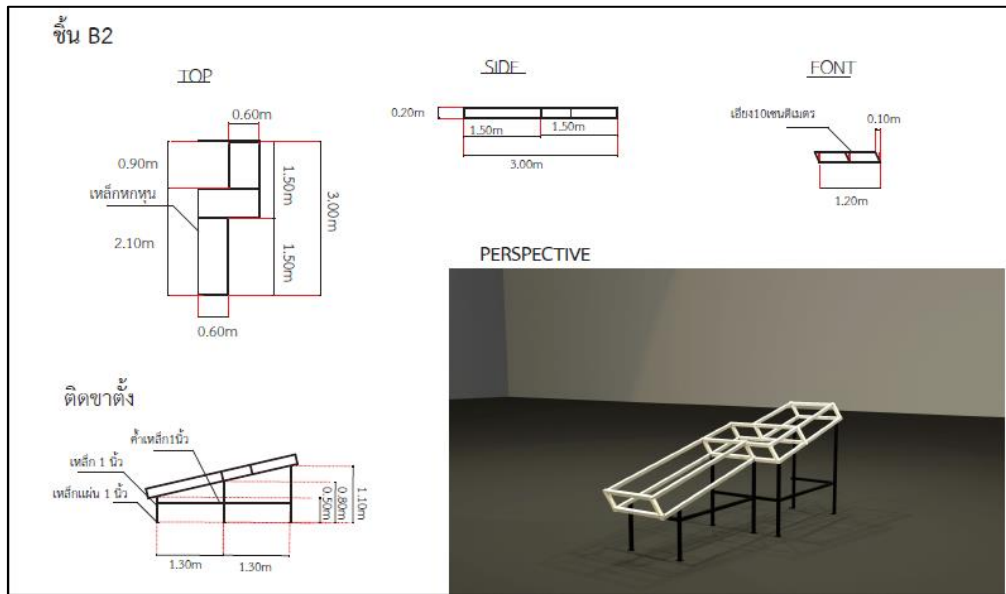 ชิ้น B2
TOP
0.60m
0.90m
เหล็กหกหุน
2.10m
1.50m
1.50m
3.00m
0.60m
SIDE
0.20m
1.50m
1.50m
3.00m
FONT
เอียง10เซนติเมตร
0.10m
1.20m
PERSPECTIVE
ติดขาตั้ง
ค้ำเหล็ก1นิ้ว
เหล็ก 1 นิ้ว
เหล็กแผ่น 1 นิ้ว
0.50m
0.80m
1.10m
1.30m
1.30m